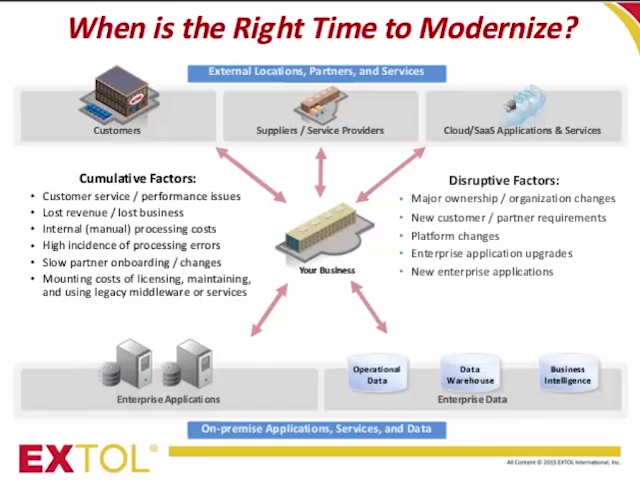 When is the Right Time to Modernize?
External Locations, Partners, and Services
Customers
Suppliers / Service Providers
Cloud/SaaS Applications & Services
Cumulative Factors:
• Customer service / performance issues
• Lost revenue / lost business
• Internal (manual) processing costs
• High incidence of processing errors
• Slow partner onboarding / changes
• Mounting costs of licensing, maintaining,
and using legacy middleware or services
Your Business
Disruptive Factors:
• Major ownership / organization changes
• New customer / partner requirements
• Platform changes
• Enterprise application upgrades
• New enterprise applications
Enterprise Applications
Operational
Data
Data
Warehouse
Business
Intelligence
Enterprise Data
On-premise Applications, Services, and Data
EXTOL®
All Content © 2015 EXTOL International, Inc.